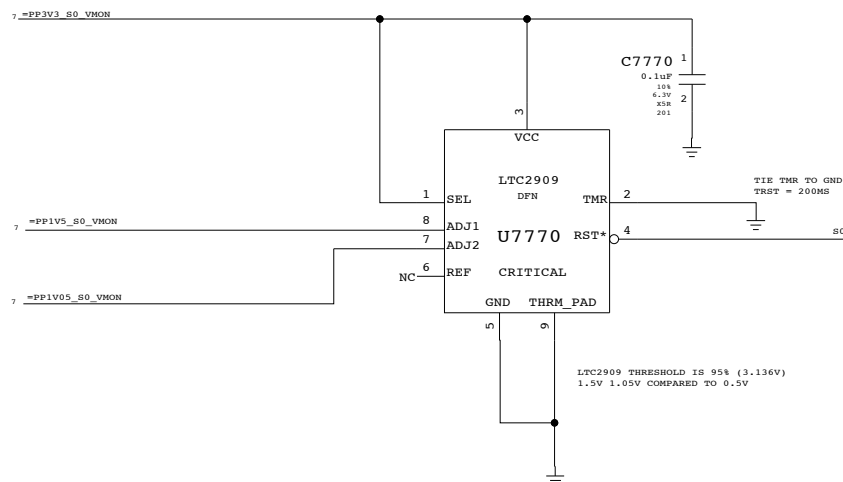 7 =PP3V3_S0_VMON
C7770 1
0.1uF
10%
6.3V
X5R
201
2
3
VCC
LTC2909
DFN
TIE TMR TO GND
TRST = 200MS
1 SEL
TMR 2
7 =PP1V5_S0_VMON
8 ADJ1
7 ADJ2
U7770
RST* 4
S0
NC 6 REF
CRITICAL
7 =PP1V05_S0_VMON
GND THRM_PAD
5 9
LTC2909 THRESHOLD IS 95% (3.136V)
1.5V 1.05V COMPARED TO 0.5V